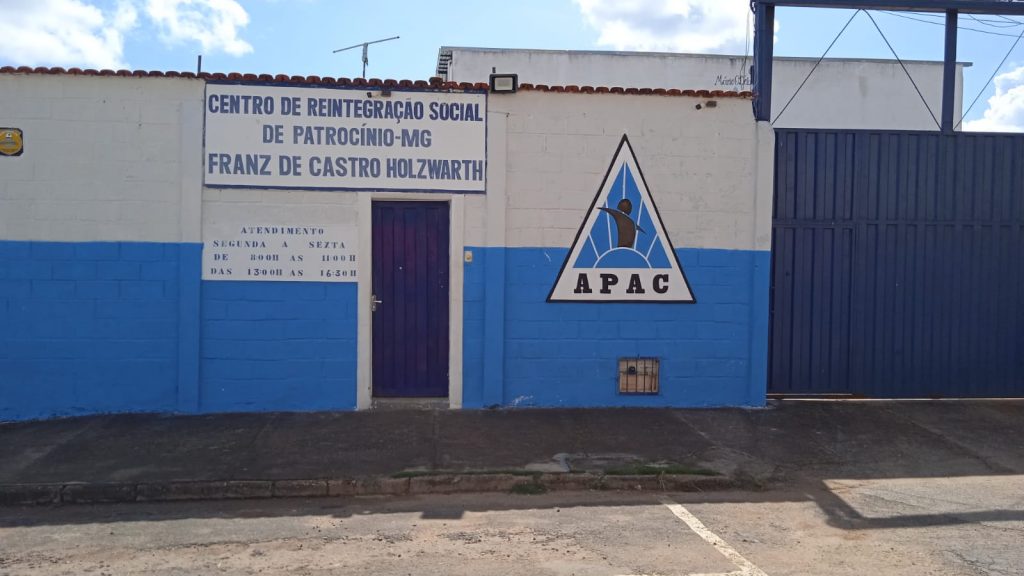 CENTRO DE REINTEGRAÇÃO SOCIAL
DE PATROCÍNIO-MG
FRANZ DE CASTRO HOLZWARTH
ATENDIMENTO
SEGUNDA A SEXTA
DE 8:00H AS 11:00H
DAS 13:00H AS 16:30H
APAC